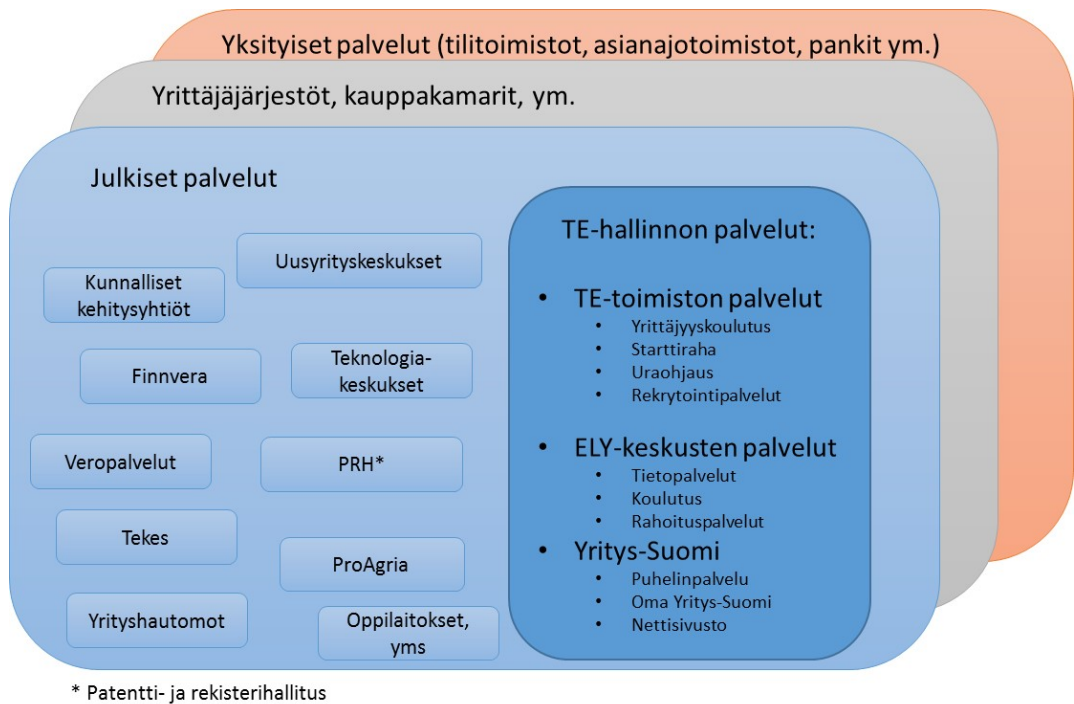 Yksityiset palvelut (tilitoimistot, asianajotoimistot, pankit ym.)
Yrittäjäjärjestöt, kauppakamarit, ym.
Julkiset palvelut
Uusyrityskeskukset
Kunnalliset
kehitysyhtiöt
Finnvera
Teknologia-
keskukset
Veropalvelut
PRH*
Tekes
ProAgria
Yrityshautomot
Oppilaitokset,
yms
TE-hallinnon palvelut:
• TE-toimiston palvelut
• Yrittäjyyskoulutus
• Starttiraha
• Uraohjaus
• Rekrytointipalvelut
• ELY-keskusten palvelut
• Tietopalvelut
• Koulutus
• Rahoituspalvelut
• Yritys-Suomi
• Puhelinpalvelu
• Oma Yritys-Suomi
• Nettisivusto
* Patentti- ja rekisterihallitus